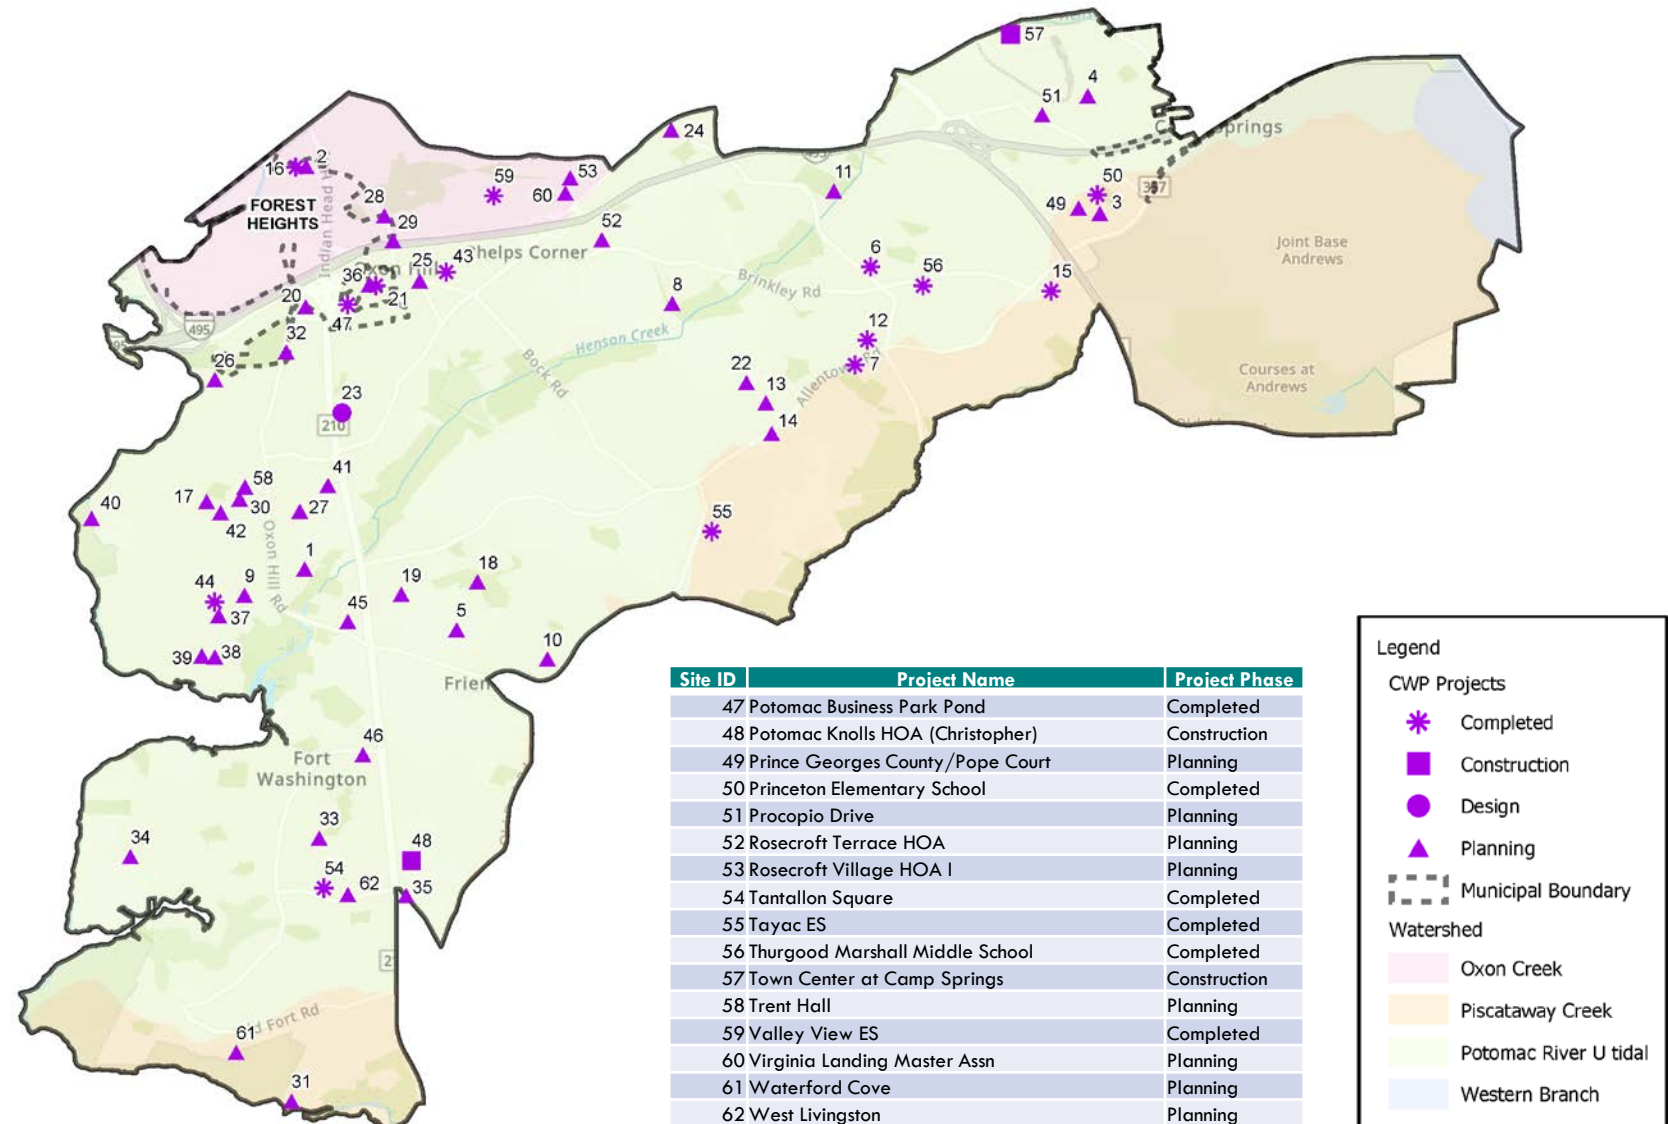 57
4
51
24
Springs
16
2
59
53
60
11
50
3
49
28
FOREST
HEIGHTS
29
52
Indian Head
Phelps Corner
Oxon Hill
43
25
36
21
6
56
15
Joint Base
Andrews
Brinkley Rd
8
20
47
495
32
Henson Creek
12
7
26
Bock Rd
22
13
Allentown Rd
Courses at
Andrews
23
210
14
41
58
17
30
27
42
40
Oxon Hill Rd
55
1
44
9
19
18
37
45
5
39
38
10
Frien
46
Fort
Washington
33
34
48
54
62
35
61
Old Fort Rd
31
Site ID Project Name Project Phase
47 Potomac Business Park Pond Completed
48 Potomac Knolls HOA (Christopher) Construction
49 Prince Georges County/Pope Court Planning
50 Princeton Elementary School Completed
51 Procopio Drive Planning
52 Rosecroft Terrace HOA Planning
53 Rosecroft Village HOA I Planning
54 Tantallon Square Completed
55 Tayac ES Completed
56 Thurgood Marshall Middle School Completed
57 Town Center at Camp Springs Construction
58 Trent Hall Planning
59 Valley View ES Completed
60 Virginia Landing Master Assn Planning
61 Waterford Cove Planning
62 West Livingston Planning
Legend
CWP Projects
Completed
Construction
Design
Planning
Municipal Boundary
Watershed
Oxon Creek
Piscataway Creek
Potomac River U tidal
Western Branch